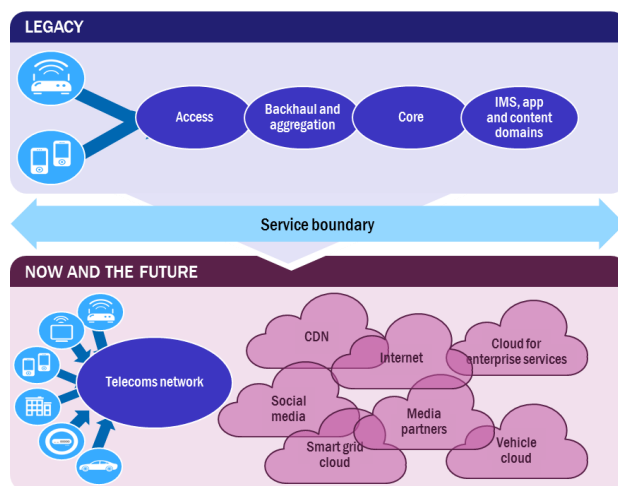 LEGACY
Access
Backhaul and
aggregation
Core
IMS, app
and content
domains
Service boundary
NOW AND THE FUTURE
Telecoms network
CDN
Internet
Cloud for
enterprise services
Social
media
Media
partners
Smart grid
cloud
Vehicle
cloud